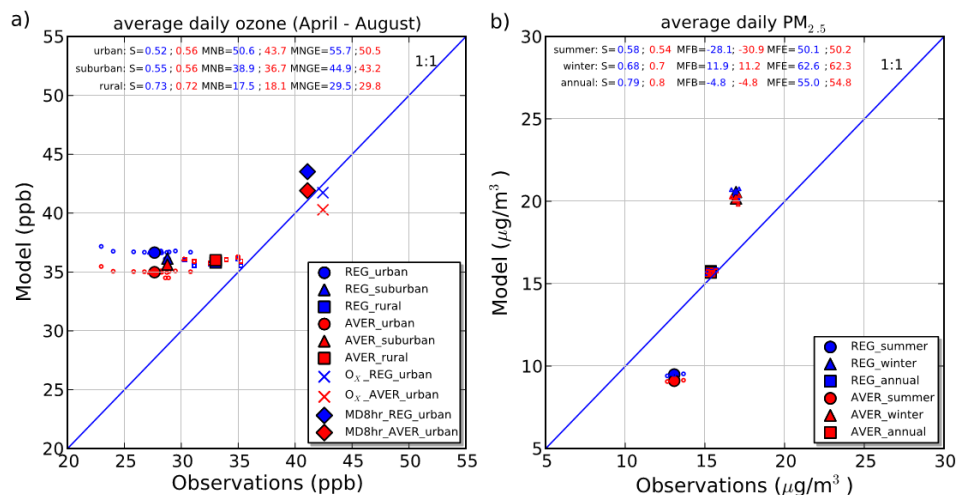 a)
average daily ozone (April - August)
urban: S=0.52 ; 0.56 MNB=50.6 ; 43.7 MNGE=55.7 ; 50.5
suburban: S=0.55 ; 0.56 MNB=38.9 ; 36.7 MNGE=44.9 ; 43.2
rural: S=0.73 ; 0.72 MNB=17.5 ; 18.1 MNGE=29.5 ; 29.8
1:1
55
50
45
40
35
30
25
20
Model (ppb)
REG_urban
REG_suburban
REG_rural
AVER_urban
AVER_suburban
AVER_rural
O_X_REG_urban
O_X_AVER_urban
MD8hr_REG_urban
MD8hr_AVER_urban
20 25 30 35 40 45 50 55
Observations (ppb)
b)
average daily PM2.5
summer: S=0.58 ; 0.54 MFB=-28.1; -30.9 MFE=50.1 ; 50.2
winter: S=0.68 ; 0.7 MFB=11.9 ; 11.2 MFE=62.6 ; 62.3
annual: S=0.79 ; 0.8 MFB=-4.8 ; -4.8 MFE=55.0 ; 54.8
1:1
30
25
20
15
10
5
Model (μg/m³)
REG_summer
REG_winter
REG_annual
AVER_summer
AVER_winter
AVER_annual
5 10 15 20 25 30
Observations (μg/m³)